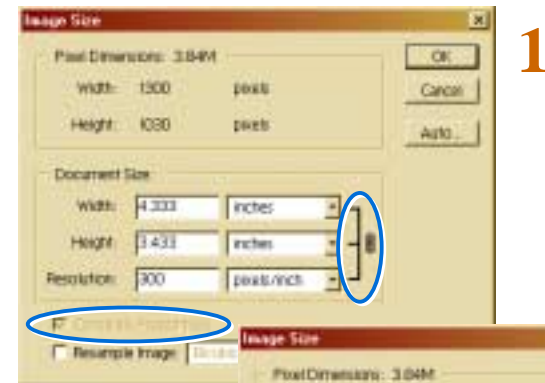 Image Size
1
Pixel Dimensions: 3.84M
OK
Width: 1300 pixels
Cancel
Height: 1030 pixels
Auto...
Document Size
Width: 4.333 inches
Height: 3.433 inches
Resolution: 300 pixels/inch
Constrain Proportions
Resample Image:
Image Size
Pixel Dimensions: 3.84M